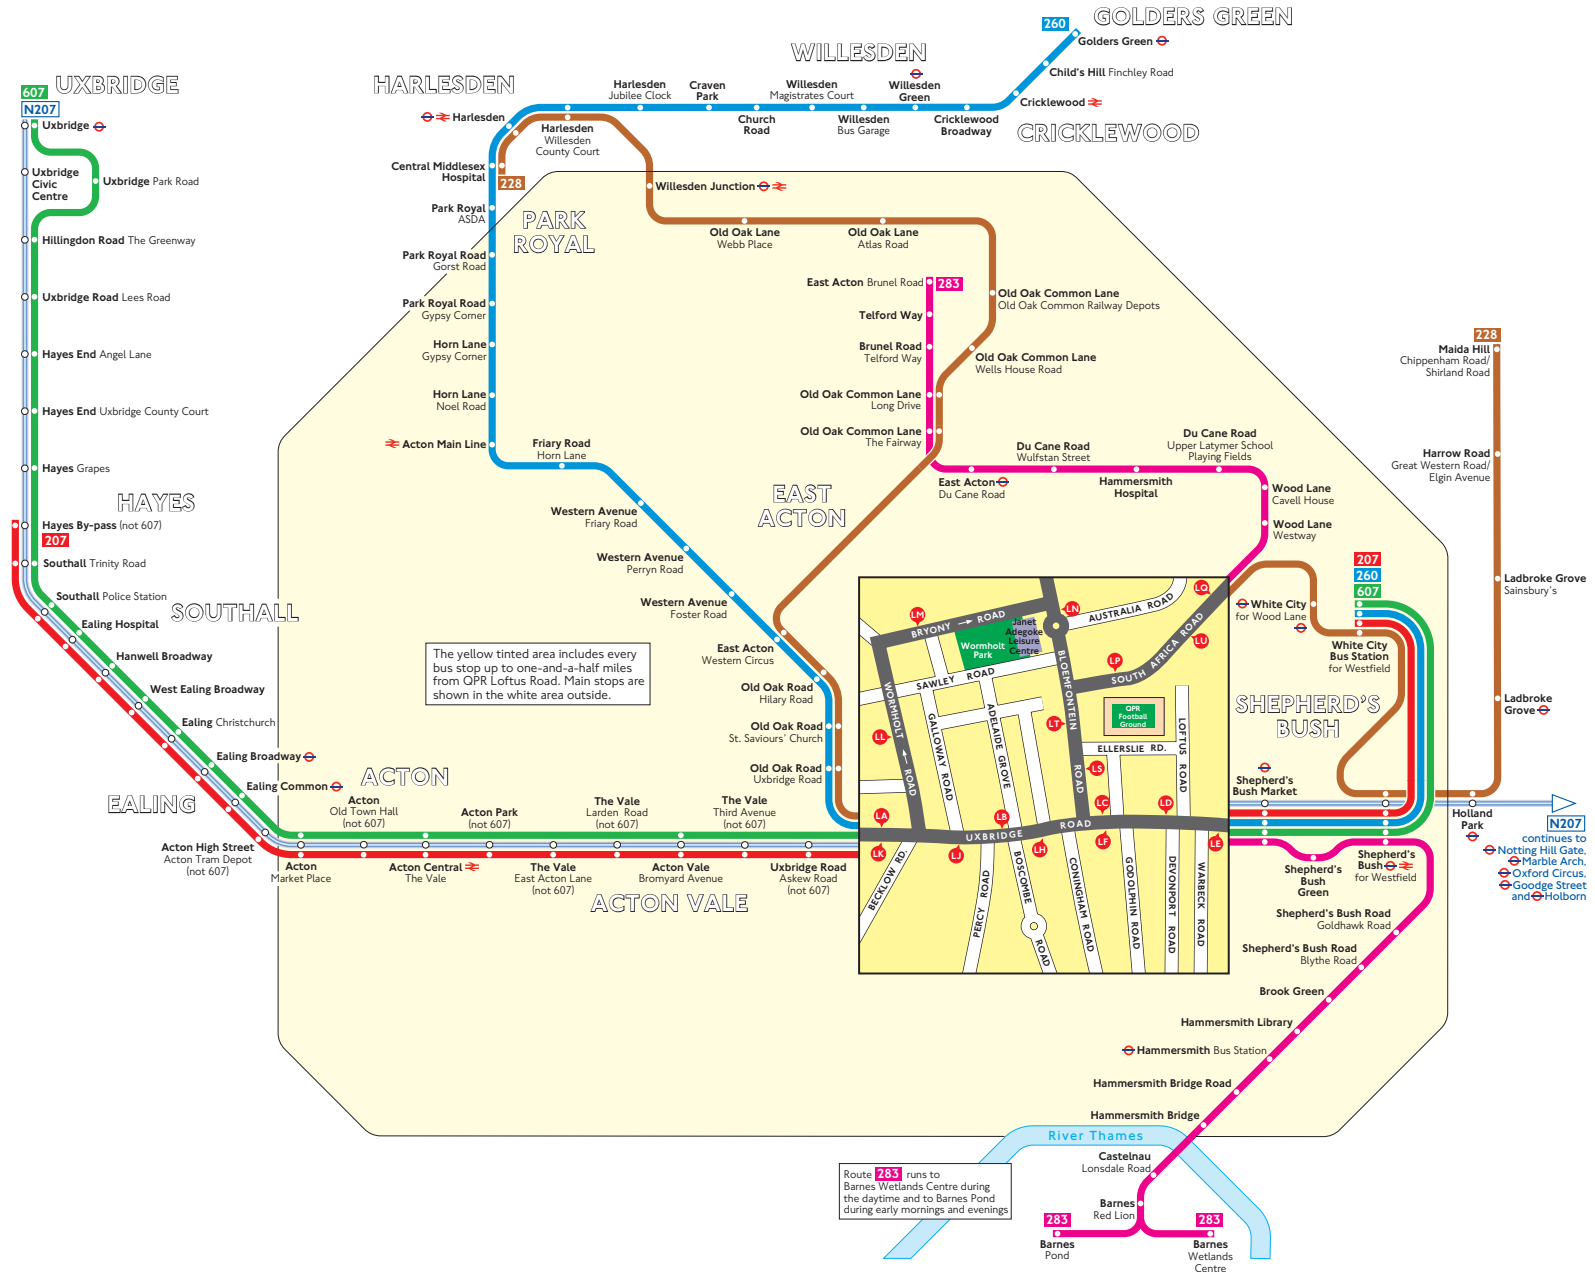 GOLDERS GREEN
260
Golders Green
Child's Hill Finchley Road
Cricklewood
CRICKLEWOOD
WILLESDEN
Willesden
Green
Cricklewood
Broadway
Willesden
Magistrates Court
Willesden
Bus Garage
Craven
Park
Church
Road
Harlesden
Jubilee Clock
HARLESDEN
Harlesden
Harlesden
Willesden
County Court
Central Middlesex
Hospital
228
Park Royal
ASDA
PARK
ROYAL
Park Royal Road
Gorst Road
Park Royal Road
Gypsy Corner
Horn Lane
Gypsy Corner
Horn Lane
Noel Road
Acton Main Line
Friary Road
Horn Lane
Western Avenue
Friary Road
Western Avenue
Perryn Road
Western Avenue
Foster Road
East Acton
Western Circus
Old Oak Road
Hilary Road
Old Oak Road
St. Saviours' Church
Old Oak Road
Uxbridge Road
Willesden Junction
Old Oak Lane
Webb Place
Old Oak Lane
Atlas Road
Old Oak Common Lane
Old Oak Common Railway Depots
Old Oak Common Lane
Wells House Road
East Acton Brunel Road
283
Telford Way
Brunel Road
Telford Way
Old Oak Common Lane
Long Drive
Old Oak Common Lane
The Fairway
EAST
ACTON
East Acton
Du Cane Road
Du Cane Road
Wulfstan Street
Hammersmith
Hospital
Du Cane Road
Upper Latymer School
Playing Fields
Wood Lane
Cavell House
Wood Lane
Westway
White City
for Wood Lane
207
260
607
White City
Bus Station
for Westfield
SHEPHERD'S
BUSH
Shepherd's
Bush Market
228
Maida Hill
Chippenham Road/
Shirland Road
Harrow Road
Great Western Road/
Elgin Avenue
Ladbroke Grove
Sainsbury's
Ladbroke
Grove
Holland
Park
N207
continues to
Notting Hill Gate,
Marble Arch,
Oxford Circus,
Goodge Street
and Holborn
Shepherd's
Bush
Green
Shepherd's
Bush
for Westfield
Shepherd's Bush Road
Goldhawk Road
Shepherd's Bush Road
Blythe Road
Brook Green
Hammersmith Library
Hammersmith Bus Station
Hammersmith Bridge Road
Hammersmith Bridge
River Thames
Castelnau
Lonsdale Road
Barnes
Red Lion
283
Barnes
Pond
283
Barnes
Wetlands
Centre
Route 283 runs to
Barnes Wetlands Centre during
the daytime and to Barnes Pond
during early mornings and evenings
UXBRIDGE
607
N207
Uxbridge
Uxbridge
Civic
Centre
Uxbridge Park Road
Hillingdon Road The Greenway
Uxbridge Road Lees Road
Hayes End Angel Lane
Hayes End Uxbridge County Court
Hayes Grapes
HAYES
Hayes By-pass (not 607)
207
Southall Trinity Road
Southall Police Station
SOUTHALL
Ealing Hospital
Hanwell Broadway
West Ealing Broadway
Ealing Christchurch
Ealing Broadway
Ealing Common
EALING
ACTON
Acton High Street
Acton Tram Depot
(not 607)
Acton
Market Place
Acton
Old Town Hall
(not 607)
Acton Central
The Vale
Acton Park
(not 607)
The Vale
East Acton Lane
(not 607)
The Vale
Larden Road
(not 607)
Acton Vale
Bromyard Avenue
The Vale
Third Avenue
(not 607)
Uxbridge Road
Askew Road
(not 607)
ACTON VALE
The yellow tinted area includes every
bus stop up to one-and-a-half miles
from QPR Loftus Road. Main stops are
shown in the white area outside.
LM
BRYONY ROAD
LN
AUSTRALIA ROAD
LQ
LU
Janet
Adegoke
Leisure
Centre
Wormholt
Park
SAWLEY ROAD
BLOEMFONTEIN ROAD
LP
SOUTH AFRICA ROAD
WORMHOLT ROAD
LL
GALLOWAY ROAD
ADELAIDE GROVE
LT
QPR
Football
Ground
LOFTUS ROAD
ELLERSLIE RD.
LS
LA
LB
LC
LD
UXBRIDGE ROAD
LK
LJ
LH
LF
LE
BECKLOW RD.
PERCY ROAD
BOSCOMBE ROAD
CONINGHAM ROAD
GODOLPHIN ROAD
DEVONPORT ROAD
WARBECK ROAD